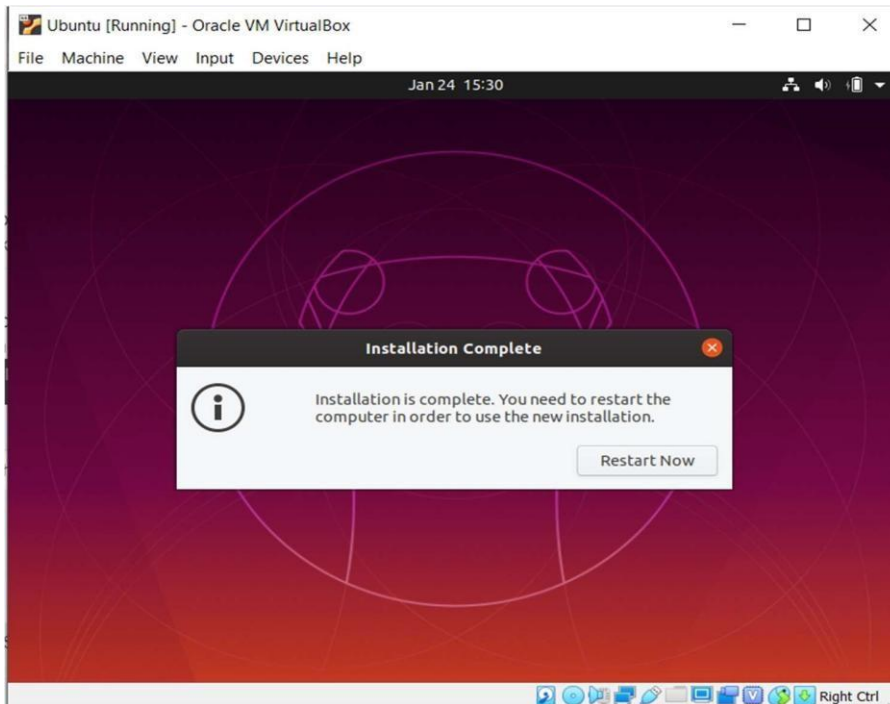 Ubuntu [Running] - Oracle VM VirtualBox
File Machine View Input Devices Help
Jan 24 15:30
Installation Complete
Installation is complete. You need to restart the
computer in order to use the new installation.
Restart Now
Right Ctrl